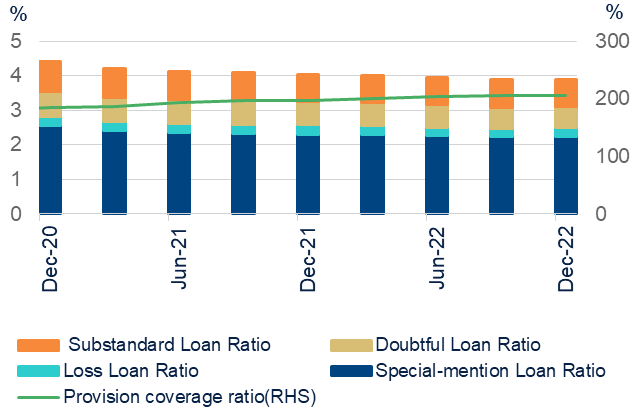 % %
5 300
4
200
3
2
100
1
0 0
Dec-20 Jun-21 Dec-21 Jun-22 Dec-22
Substandard Loan Ratio Doubtful Loan Ratio
Loss Loan Ratio Special-mention Loan Ratio
Provision coverage ratio(RHS)